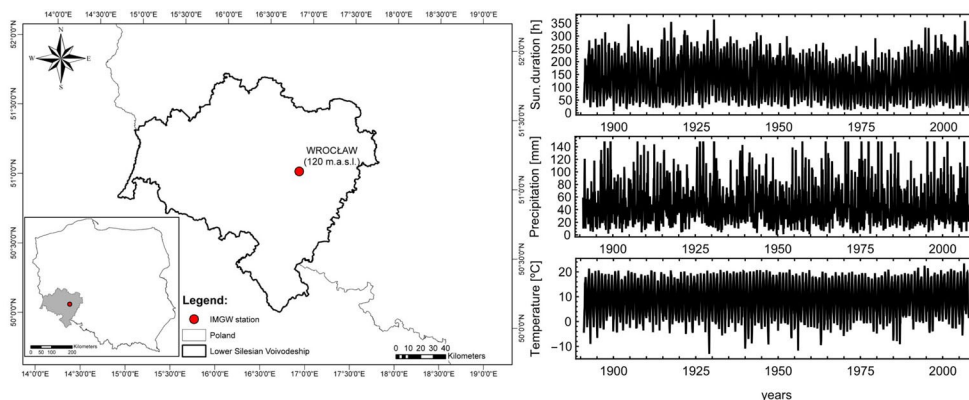 14°0'0"E 14°30'0"E 15°0'0"E 15°30'0"E 16°0'0"E 16°30'0"E 17°0'0"E 17°30'0"E 18°0'0"E 18°30'0"E
52°0'0"N
51°30'0"N
51°0'0"N
50°30'0"N
50°0'0"N
N
W E
S
WROCŁAW
(120 m.a.s.l.)
Legend:
IMGW station
Poland
Lower Silesian Voivodeship
0 50 100 200
Kilometers
0 5 10 20 30 40
Kilometers
52°0'0"N
51°30'0"N
51°0'0"N
50°30'0"N
50°0'0"N
14°0'0"E 14°30'0"E 15°0'0"E 15°30'0"E 16°0'0"E 16°30'0"E 17°0'0"E 17°30'0"E 18°0'0"E 18°30'0"E 19°0'0"E
Sun. duration [h]
350
300
250
200
150
100
50
0
1900 1925 1950 1975 2000
Precipitation [mm]
140
120
100
80
60
40
20
0
1900 1925 1950 1975 2000
Temperature [°C]
20
10
0
−10
1900 1925 1950 1975 2000
years